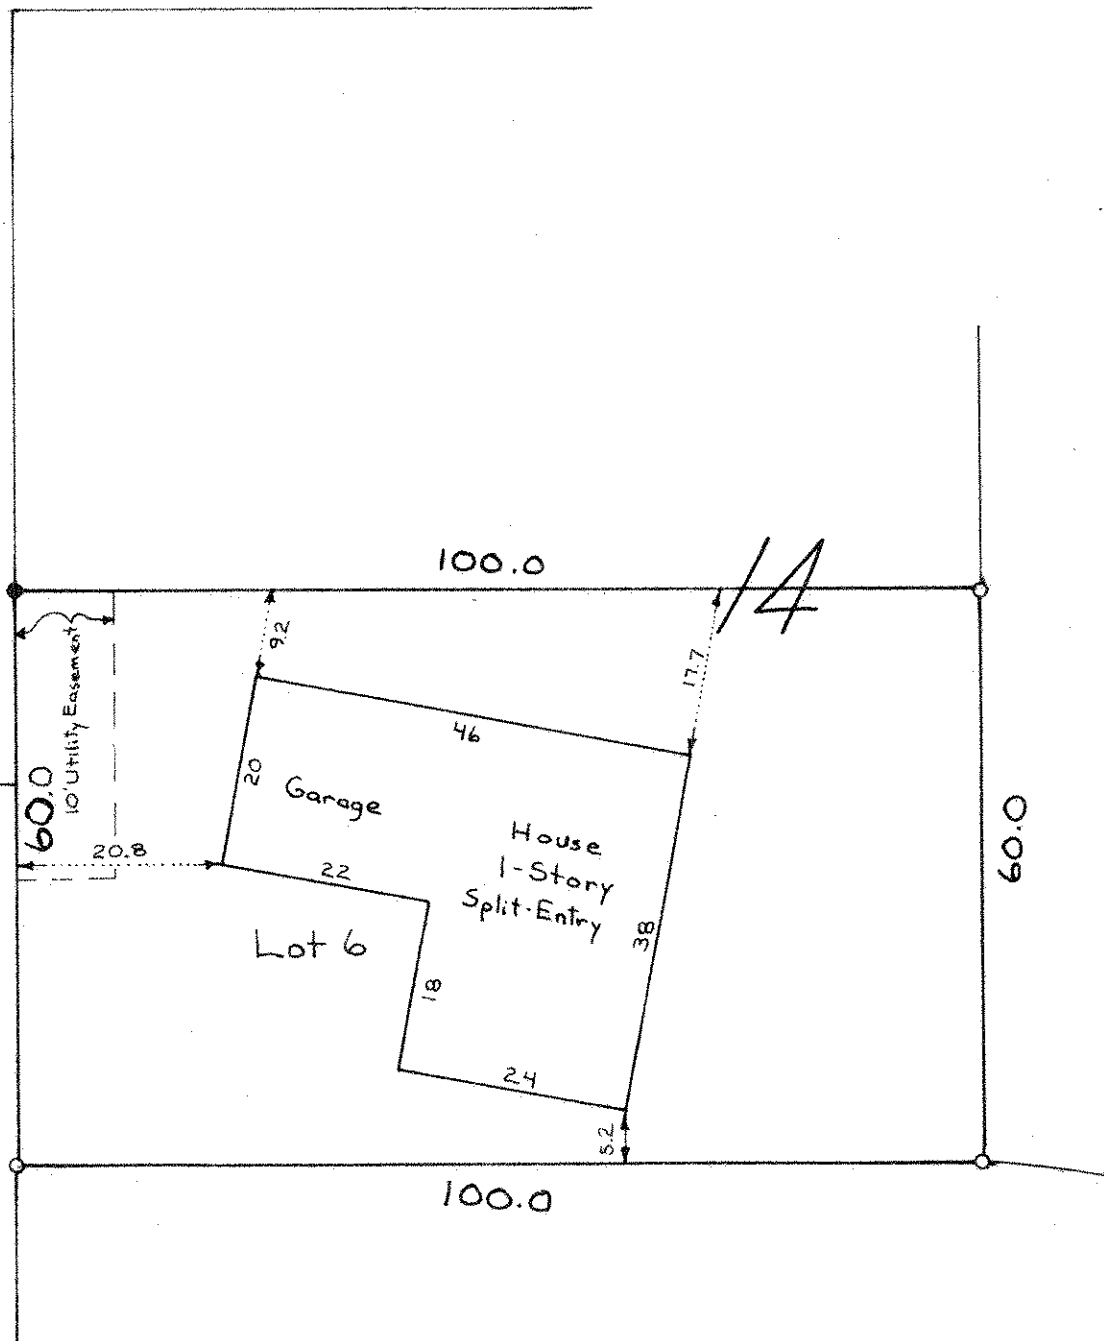 100.0
14
9.2
17.7
10' Utility Easement
60.0
46
20
Garage
House
1-Story
Split-Entry
60.0
20.8
22
38
Lot 6
18
24
5.2
100.0